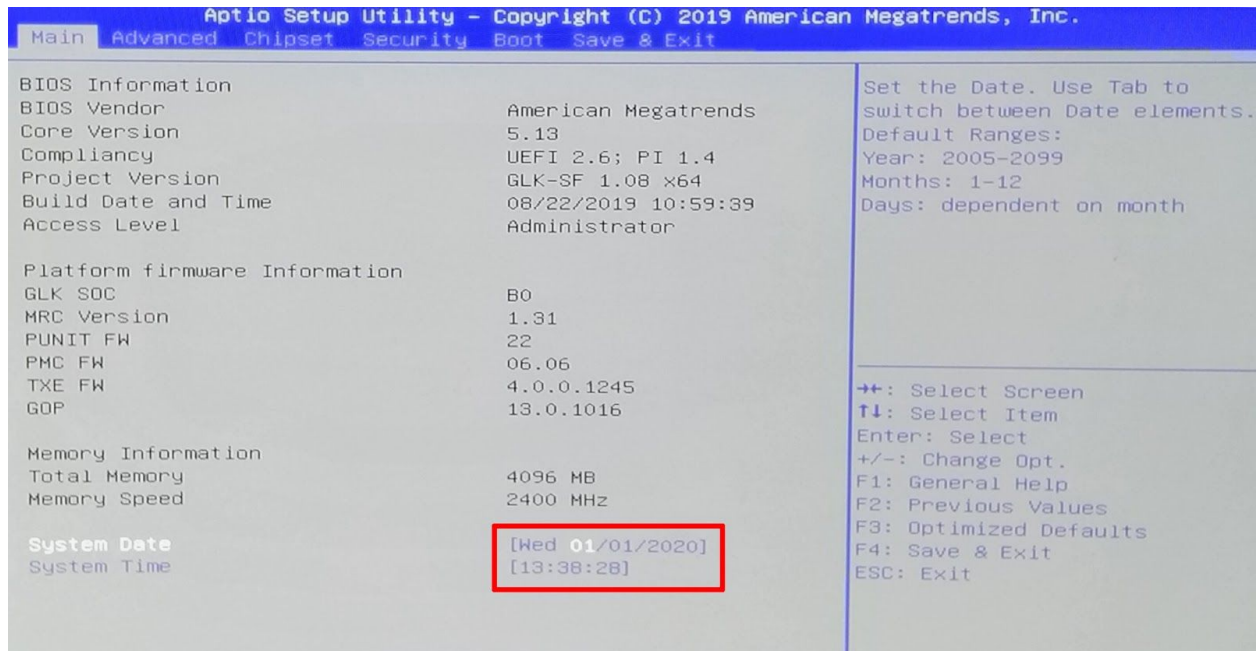 Aptio Setup Utility – Copyright (C) 2019 American Megatrends, Inc.
Main Advanced Chipset Security Boot Save & Exit
BIOS Information
BIOS Vendor American Megatrends
Core Version 5.13
Compliancy UEFI 2.6; PI 1.4
Project Version GLK-SF 1.08 x64
Build Date and Time 08/22/2019 10:59:39
Access Level Administrator
Platform firmware Information
GLK SOC B0
MRC Version 1.31
PUNIT FW 22
PMC FW 06.06
TXE FW 4.0.0.1245
GOP 13.0.1016
Memory Information
Total Memory 4096 MB
Memory Speed 2400 MHz
System Date [Wed 01/01/2020]
System Time [13:38:28]
Set the Date. Use Tab to
switch between Date elements.
Default Ranges:
Year: 2005-2099
Months: 1-12
Days: dependent on month
→←: Select Screen
↑↓: Select Item
Enter: Select
+/-: Change Opt.
F1: General Help
F2: Previous Values
F3: Optimized Defaults
F4: Save & Exit
ESC: Exit